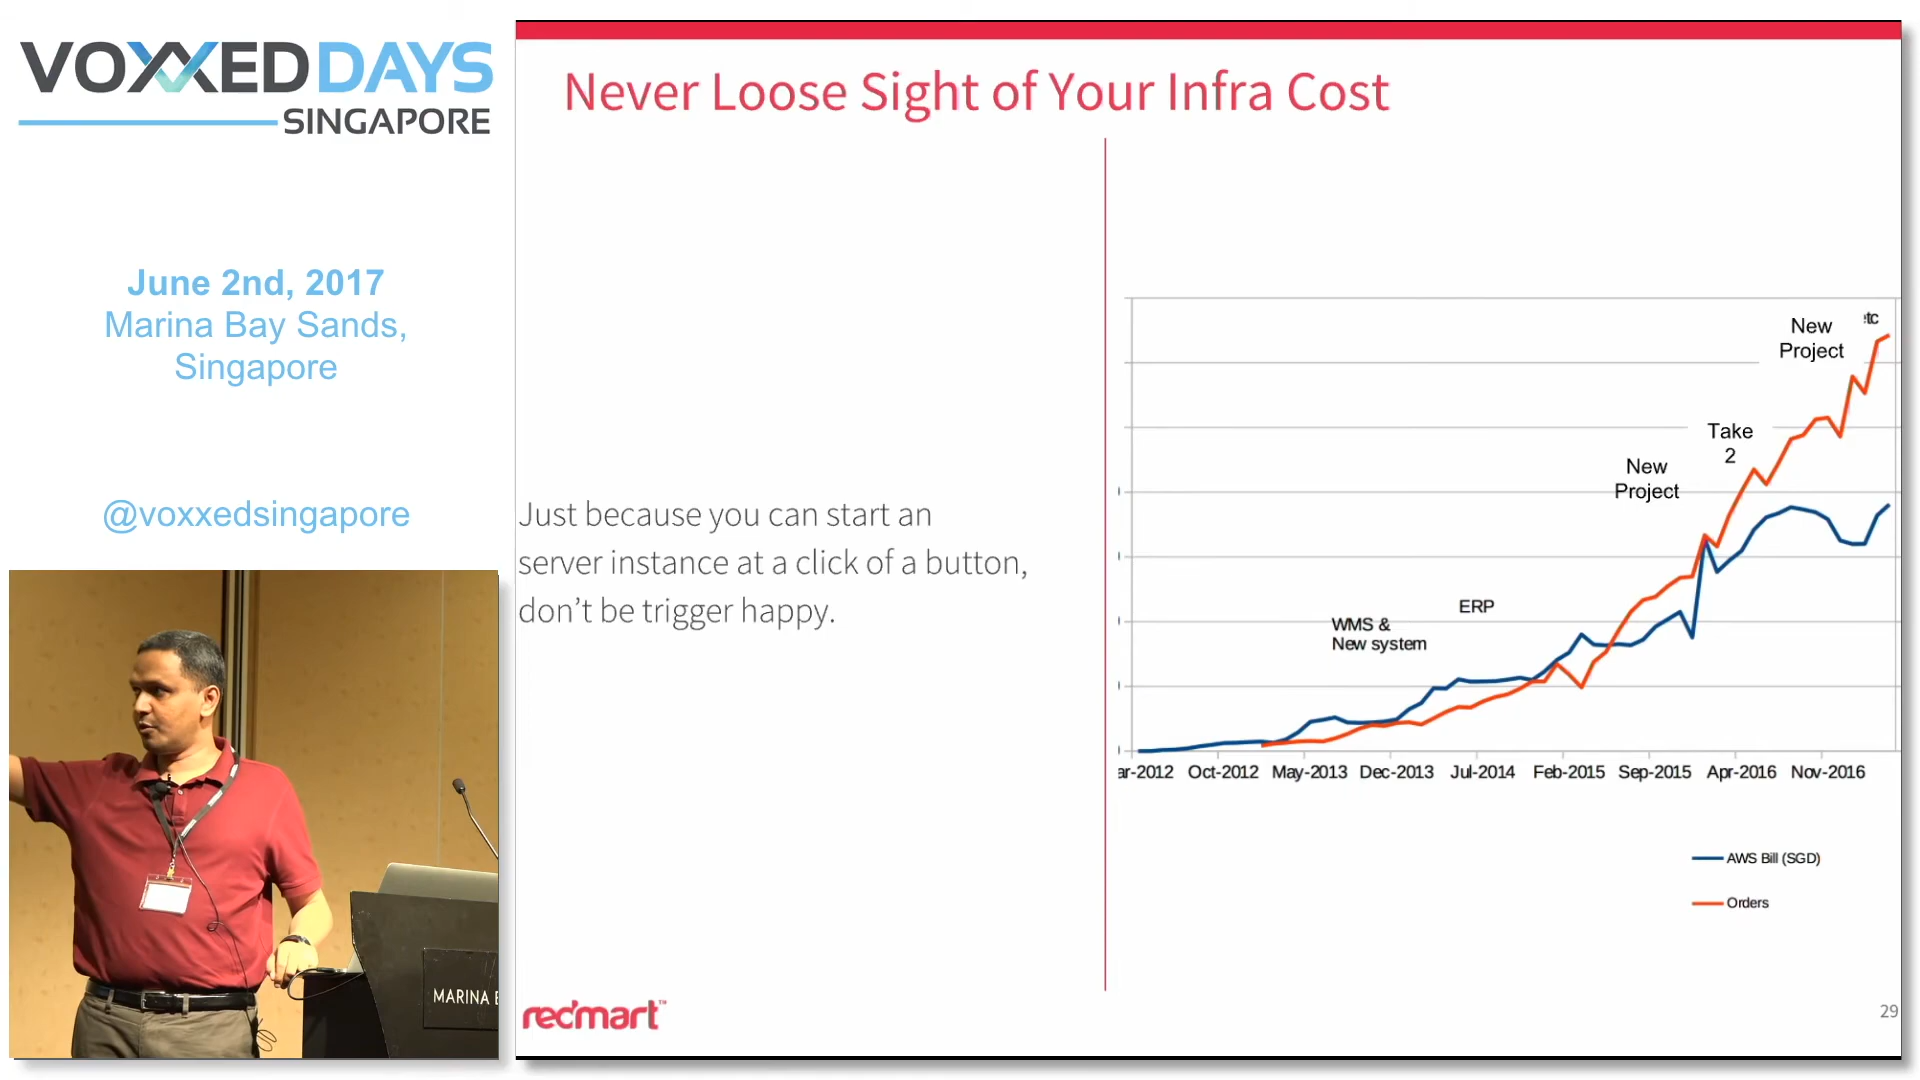 VOXXEDDAYS
SINGAPORE
June 2nd, 2017
Marina Bay Sands,
Singapore
@voxxedsingapore
MARINA
Never Loose Sight of Your Infra Cost
Just because you can start an
server instance at a click of a button,
don't be trigger happy.
etc
New
Project
Take
2
New
Project
ERP
WMS &
New system
ar-2012 Oct-2012 May-2013 Dec-2013 Jul-2014 Feb-2015 Sep-2015 Apr-2016 Nov-2016
AWS Bill (SGD)
Orders
redmart™
29